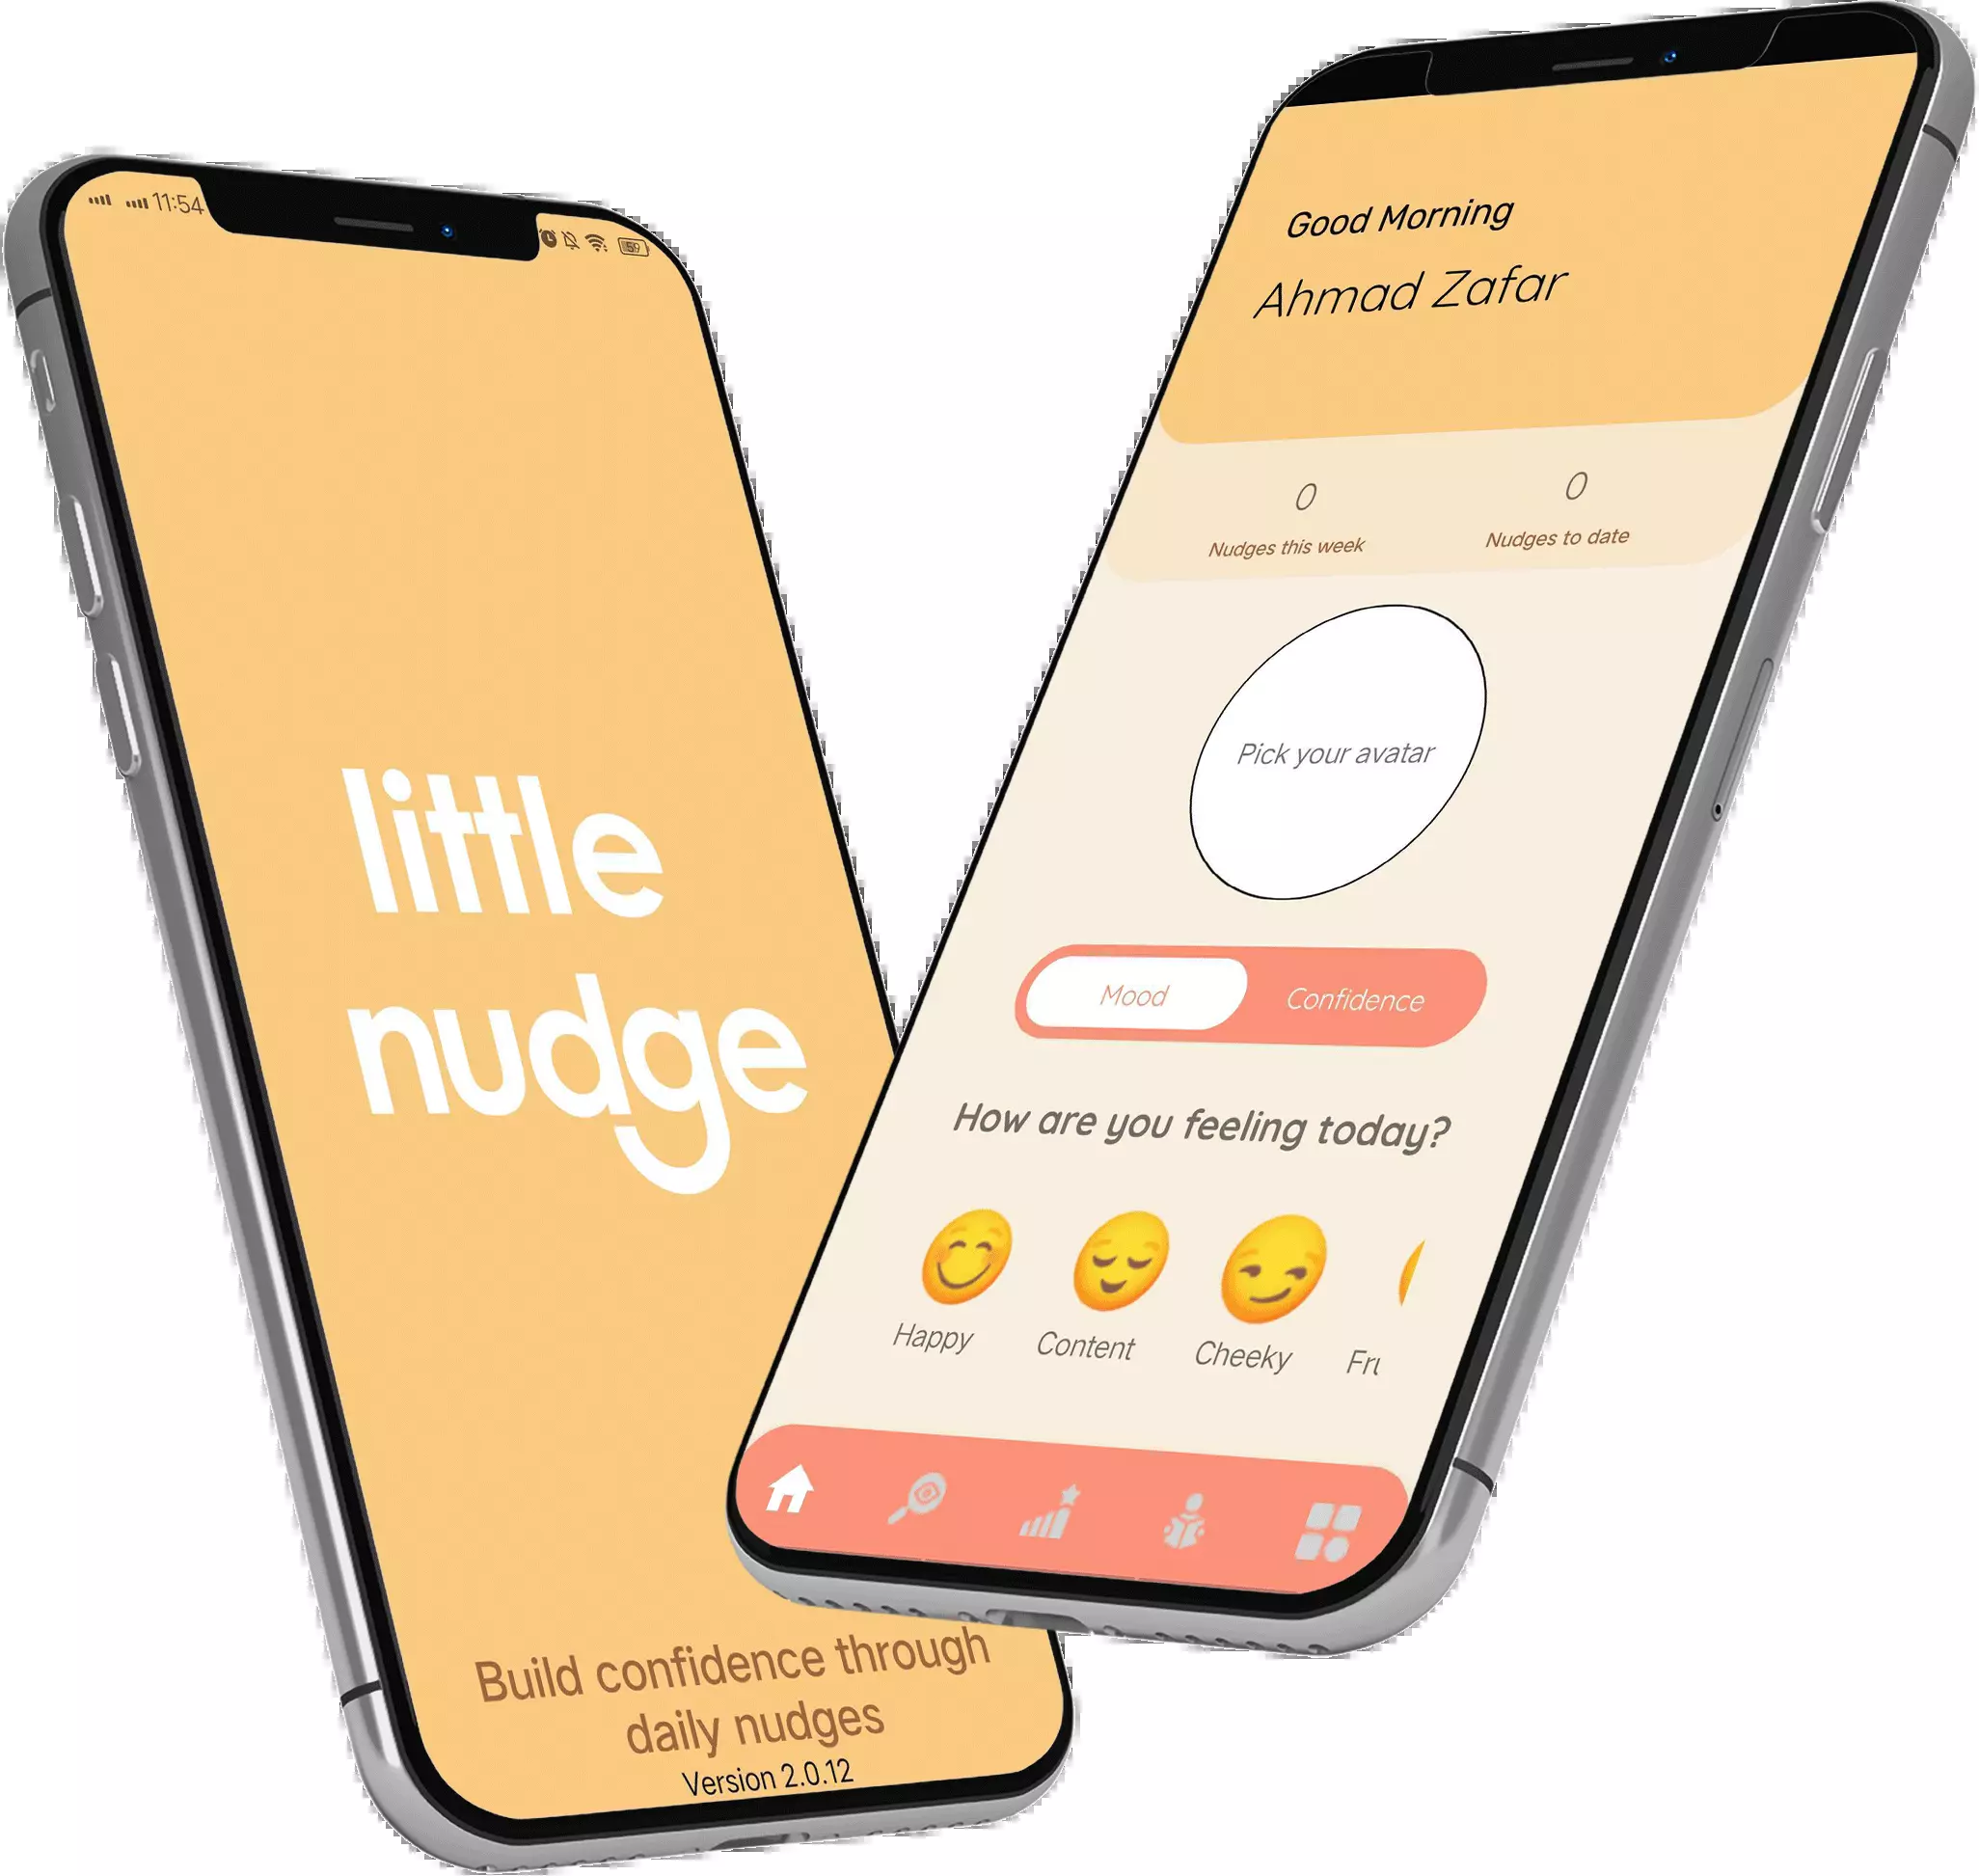 11:54
59
little
nudge
Build confidence through
daily nudges
Version 2.0.12
Good Morning
Ahmad Zafar
0
0
Nudges this week
Nudges to date
Pick your avatar
Mood
Confidence
How are you feeling today?
Happy
Content
Cheeky
Fru